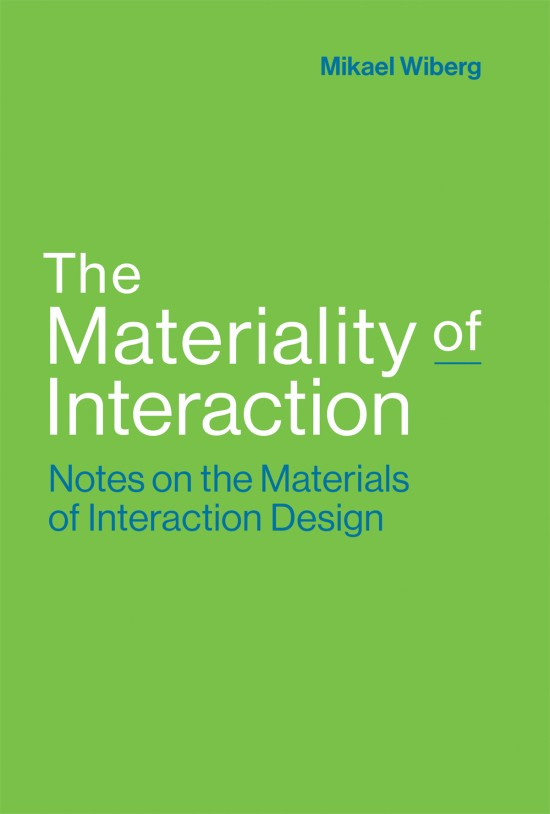 Mikael Wiberg
The
Materiality of
Interaction
Notes on the Materials
of Interaction Design